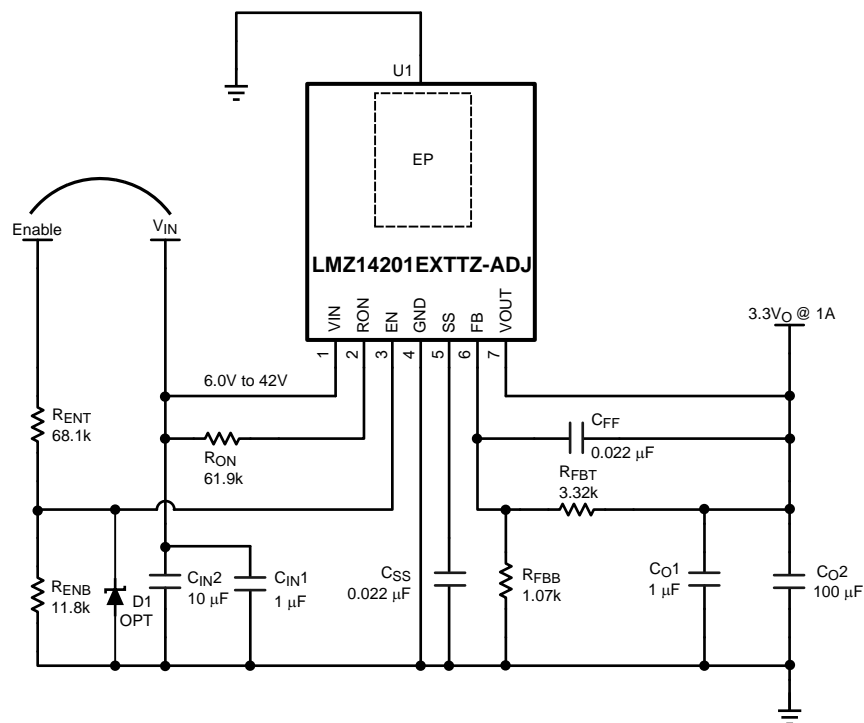 U1
EP
Enable
VIN
LMZ14201EXTTZ-ADJ
VIN
RON
EN
GND
SS
FB
VOUT
1
2
3
4
5
6
7
3.3VO @ 1A
6.0V to 42V
RENT
68.1k
RON
61.9k
CFF
0.022 μF
RFBT
3.32k
RENB
11.8k
D1
OPT
CIN2
10 μF
CIN1
1 μF
CSS
0.022 μF
RFBB
1.07k
CO1
1 μF
CO2
100 μF